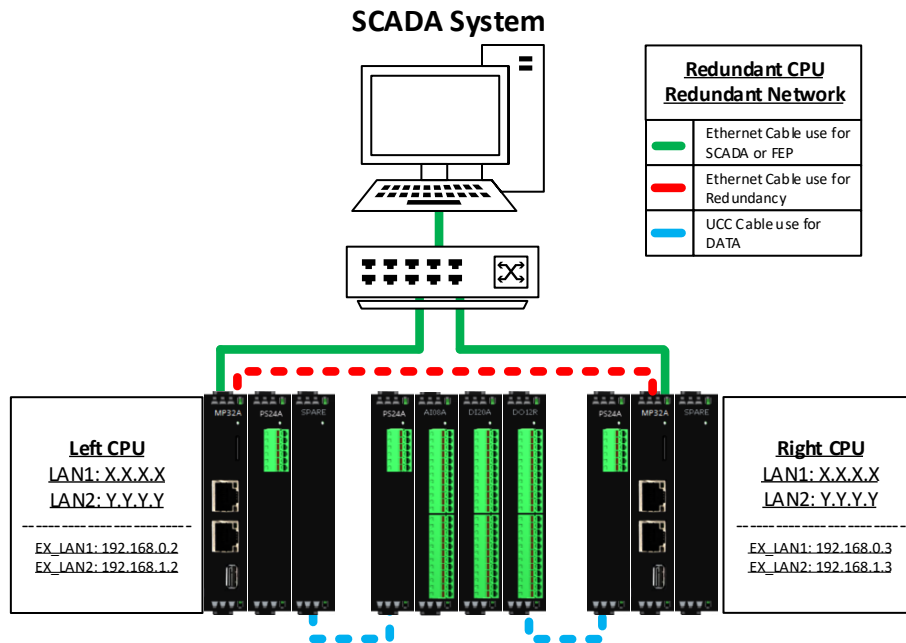 SCADA System
Redundant CPU
Redundant Network
Ethernet Cable use for
SCADA or FEP
Ethernet Cable use for
Redundancy
UCC Cable use for
DATA
MP32A
PS24A
SPARE
PS24A
AI08A
DI20A
DO12R
PS24A
MP32A
SPARE
Left CPU
LAN1: X.X.X.X
LAN2: Y.Y.Y.Y
----------------------------
EX_LAN1: 192.168.0.2
EX_LAN2: 192.168.1.2
Right CPU
LAN1: X.X.X.X
LAN2: Y.Y.Y.Y
----------------------------
EX_LAN1: 192.168.0.3
EX_LAN2: 192.168.1.3